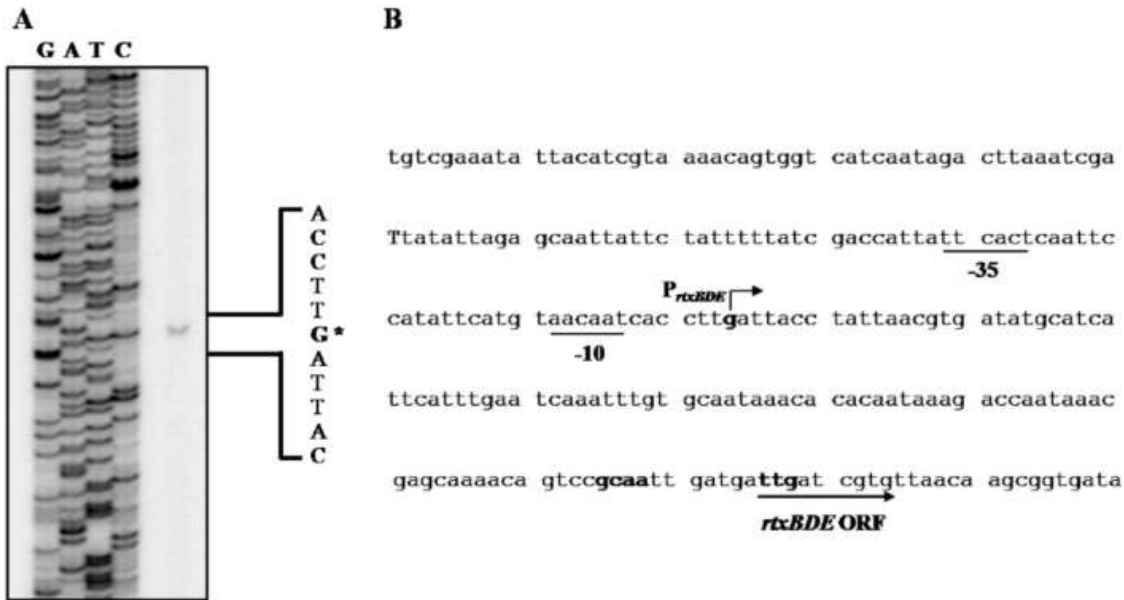 A
B
G A T C
tgtcgaaata ttacatcgta aaacagtggt catcaataga cttaaatcga
A
C
C
T
T
G*
A
T
T
A
C
Ttatattaga gcaattattc tatttttatc gaccattatt cactcaattc
-35
PrtxBDE
catattcatg taacaatcac cttgattacc tattaacgtg atatgcatca
-10
ttcatttgaa tcaaatttgt gcaataaaca cacaataaag accaataaac
gagcaaaaca gtccgcaatt gatgattgat cgtgttaaca agcggtgata
rtxBDE ORF